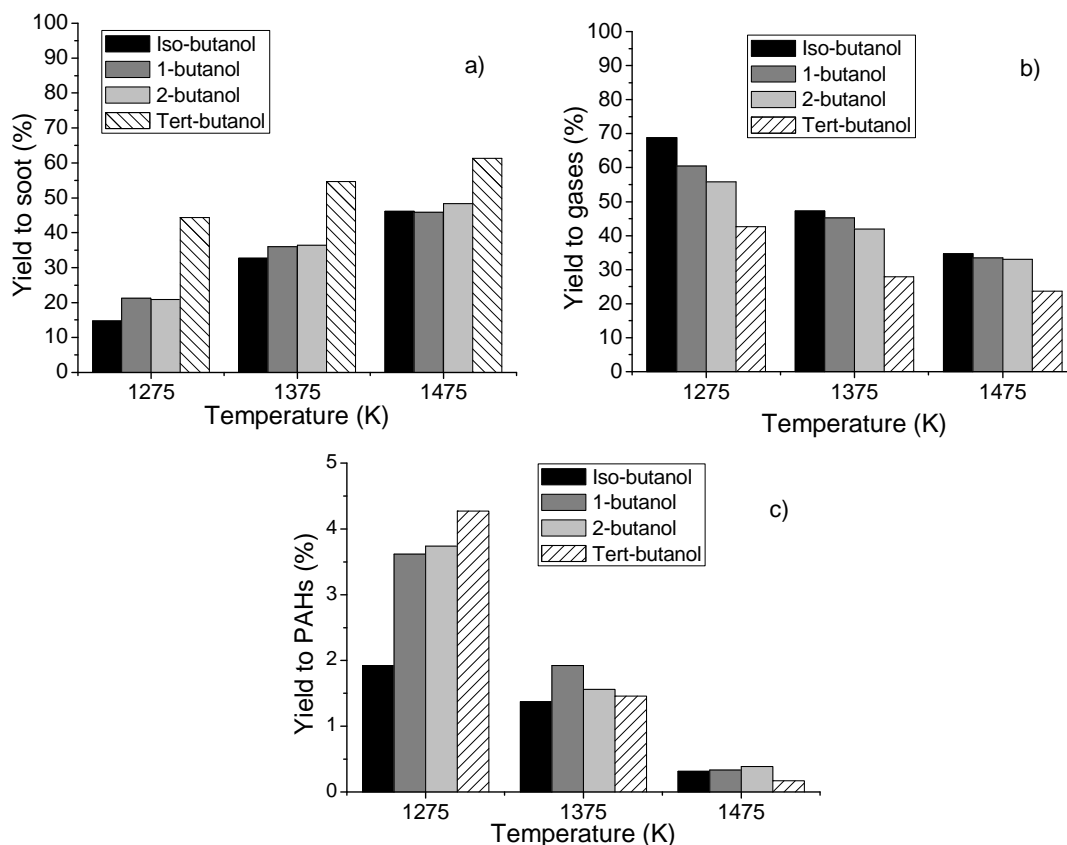 100
90
80
70
60
50
40
30
20
10
0
Yield to soot (%)
Iso-butanol
1-butanol
2-butanol
Tert-butanol
a)
1275 1375 1475
Temperature (K)
100
90
80
70
60
50
40
30
20
10
0
Yield to gases (%)
Iso-butanol
1-butanol
2-butanol
Tert-butanol
b)
1275 1375 1475
Temperature (K)
5
4
3
2
1
0
Yield to PAHs (%)
Iso-butanol
1-butanol
2-butanol
Tert-butanol
c)
1275 1375 1475
Temperature (K)